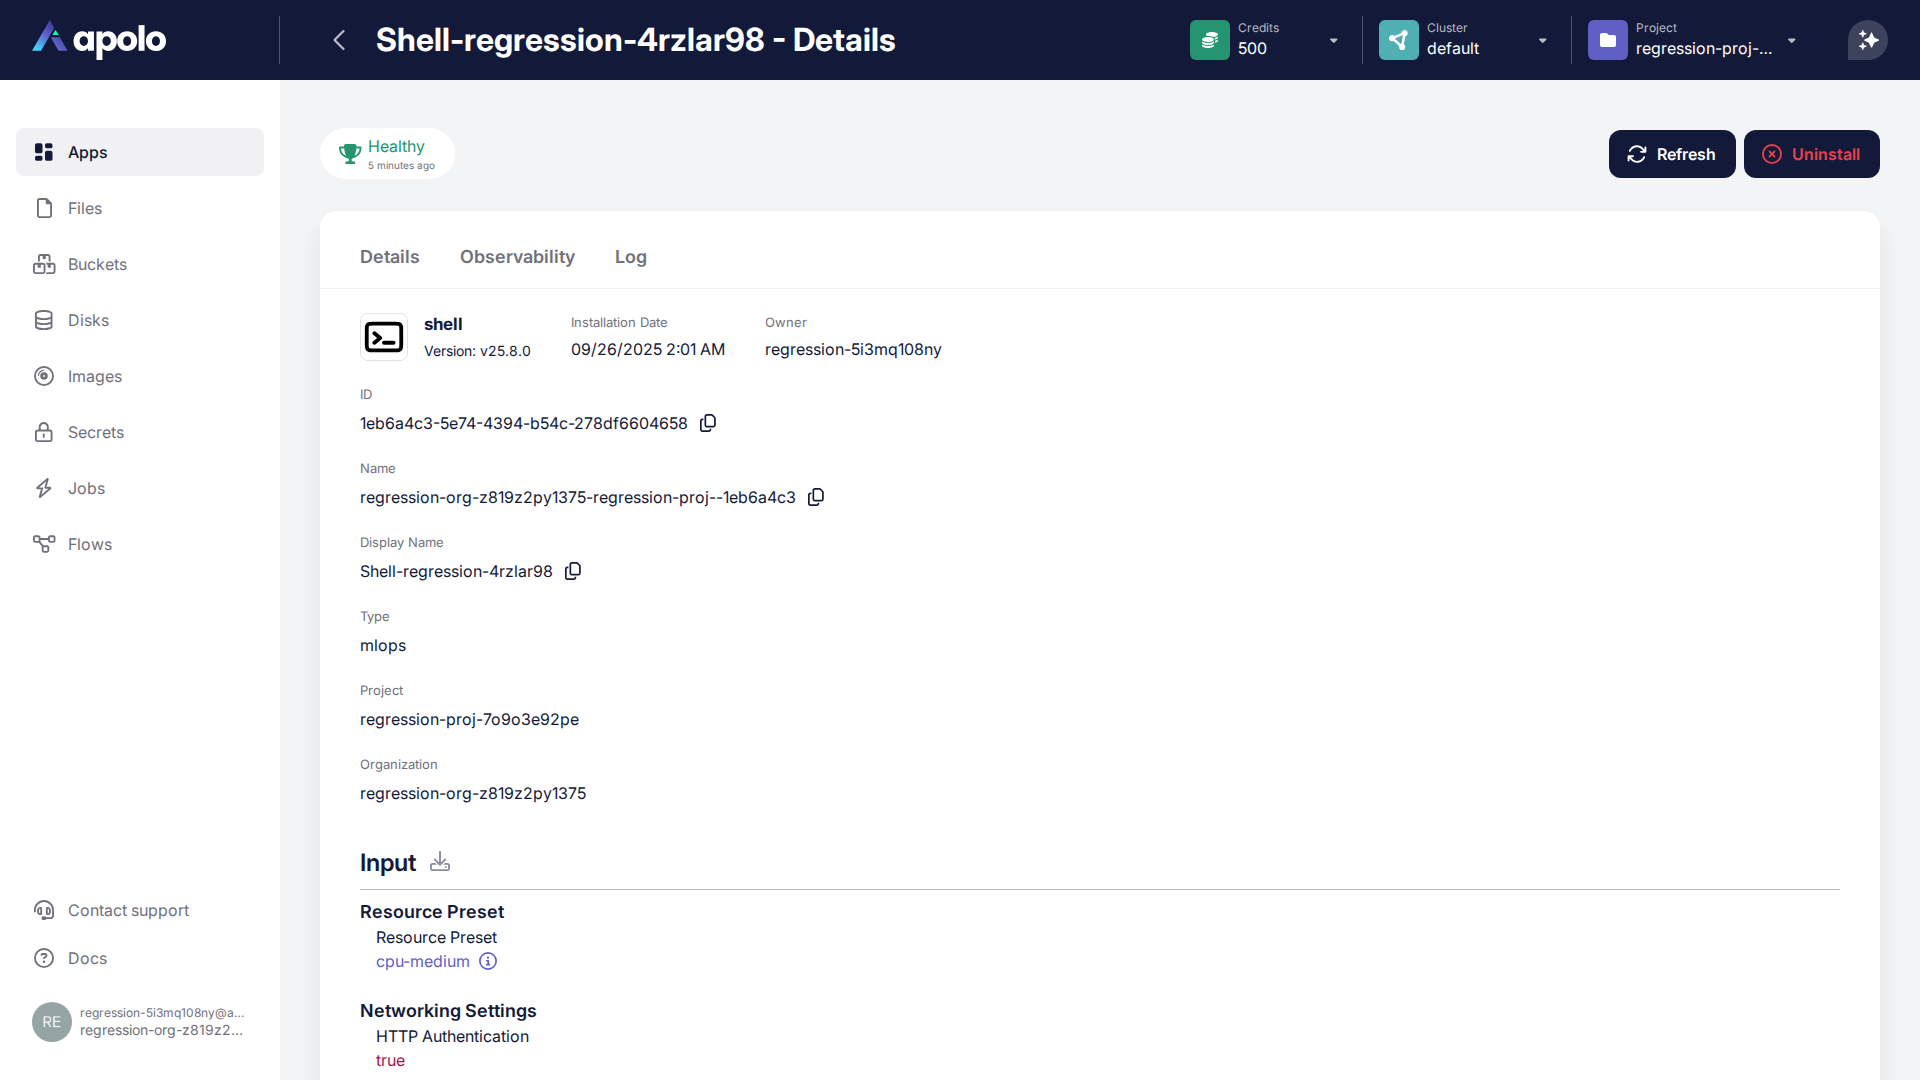 apolo
Shell-regression-4rzlar98 - Details
Credits
500
Cluster
default
Project
regression-proj-...
Apps
Files
Buckets
Disks
Images
Secrets
Jobs
Flows
Contact support
Docs
RE
regression-5i3mq108ny@a...
regression-org-z819z2...
Healthy
5 minutes ago
Refresh
Uninstall
Details
Observability
Log
shell
Version: v25.8.0
Installation Date
09/26/2025 2:01 AM
Owner
regression-5i3mq108ny
ID
1eb6a4c3-5e74-4394-b54c-278df6604658
Name
regression-org-z819z2py1375-regression-proj--1eb6a4c3
Display Name
Shell-regression-4rzlar98
Type
mlops
Project
regression-proj-7o9o3e92pe
Organization
regression-org-z819z2py1375
Input
Resource Preset
Resource Preset
cpu-medium
Networking Settings
HTTP Authentication
true